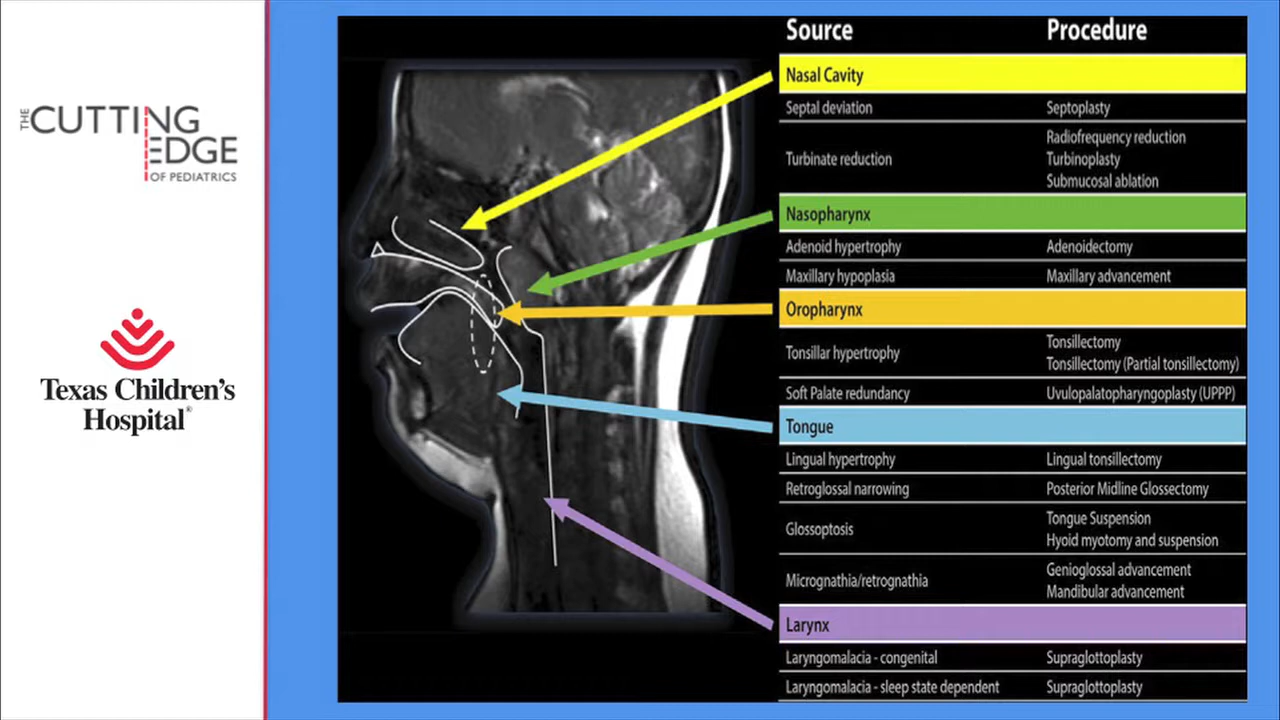 THE
CUTTING
EDGE
OF PEDIATRICS
Texas Children's
Hospital®
Source Procedure
Nasal Cavity
Septal deviation Septoplasty
Turbinate reduction Radiofrequency reduction
Turbinoplasty
Submucosal ablation
Nasopharynx
Adenoid hypertrophy Adenoidectomy
Maxillary hypoplasia Maxillary advancement
Oropharynx
Tonsillar hypertrophy Tonsillectomy
Tonsillectomy (Partial tonsillectomy)
Soft Palate redundancy Uvulopalatopharyngoplasty (UPPP)
Tongue
Lingual hypertrophy Lingual tonsillectomy
Retroglossal narrowing Posterior Midline Glossectomy
Glossoptosis Tongue Suspension
Hyoid myotomy and suspension
Micrognathia/retrognathia Genioglossal advancement
Mandibular advancement
Larynx
Laryngomalacia - congenital Supraglottoplasty
Laryngomalacia - sleep state dependent Supraglottoplasty